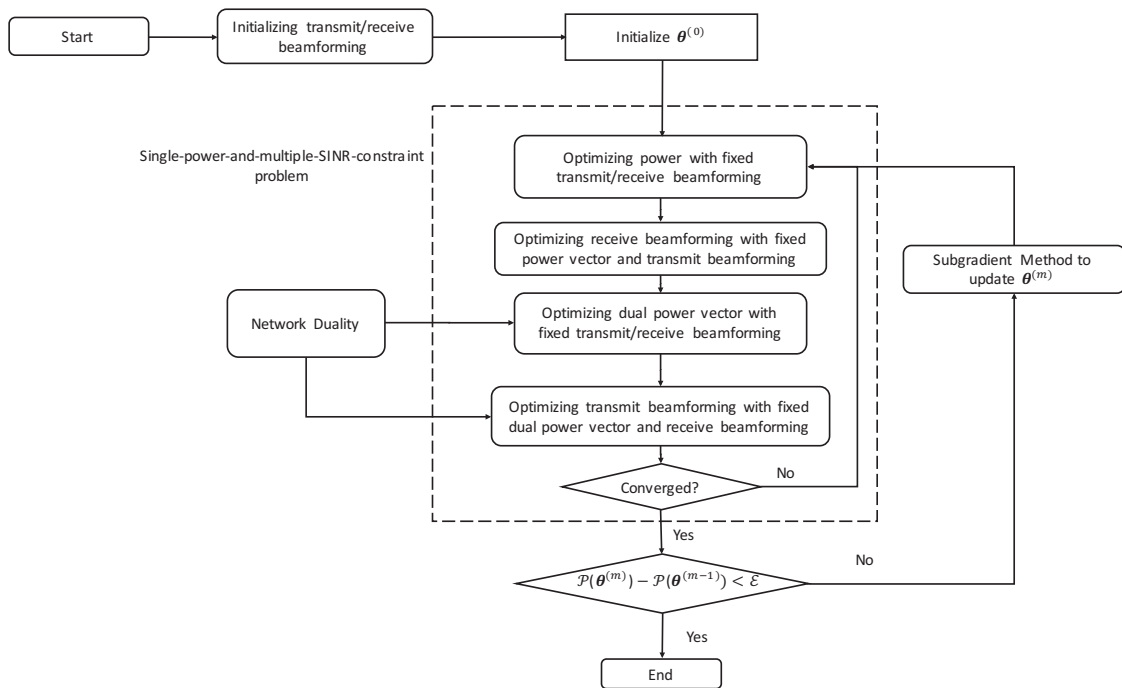 Start
Initializing transmit/receive
beamforming
Initialize 𝜽⁽⁰⁾
Single-power-and-multiple-SINR-constraint
problem
Optimizing power with fixed
transmit/receive beamforming
Optimizing receive beamforming with fixed
power vector and transmit beamforming
Subgradient Method to
update 𝜽⁽ᵐ⁾
Network Duality
Optimizing dual power vector with
fixed transmit/receive beamforming
Optimizing transmit beamforming with fixed
dual power vector and receive beamforming
Converged?
No
Yes
𝒫(𝜽⁽ᵐ⁾) − 𝒫(𝜽⁽ᵐ⁻¹⁾) < ℰ
No
Yes
End